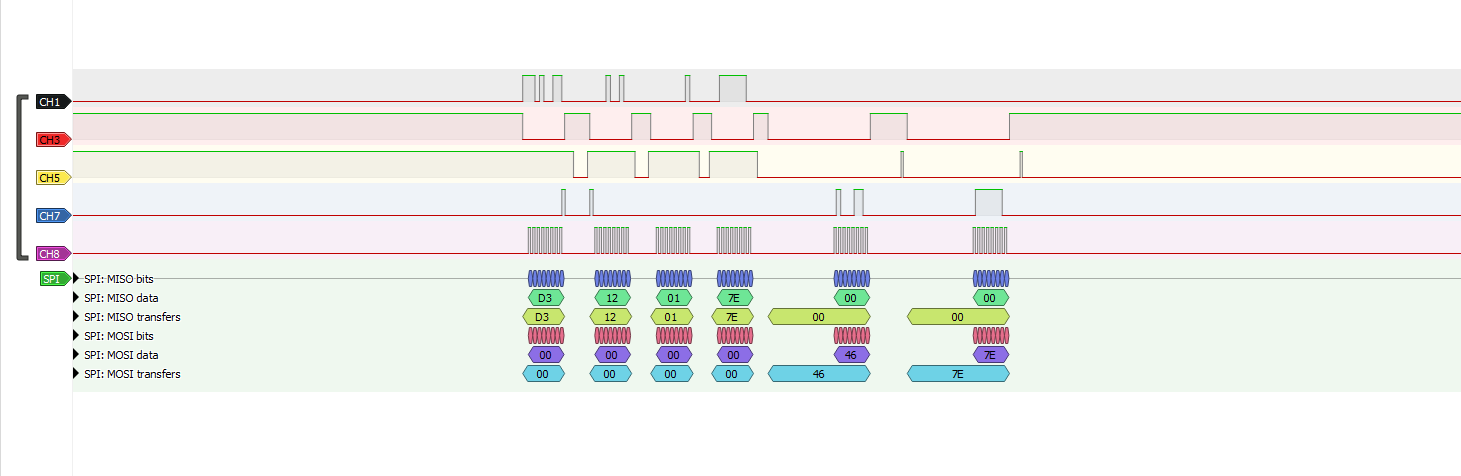 CH1
CH3
CH5
CH7
CH8
SPI SPI: MISO bits
SPI: MISO data D3 12 01 7E 00 00
SPI: MISO transfers D3 12 01 7E 00 00
SPI: MOSI bits
SPI: MOSI data 00 00 00 00 46 7E
SPI: MOSI transfers 00 00 00 00 46 7E